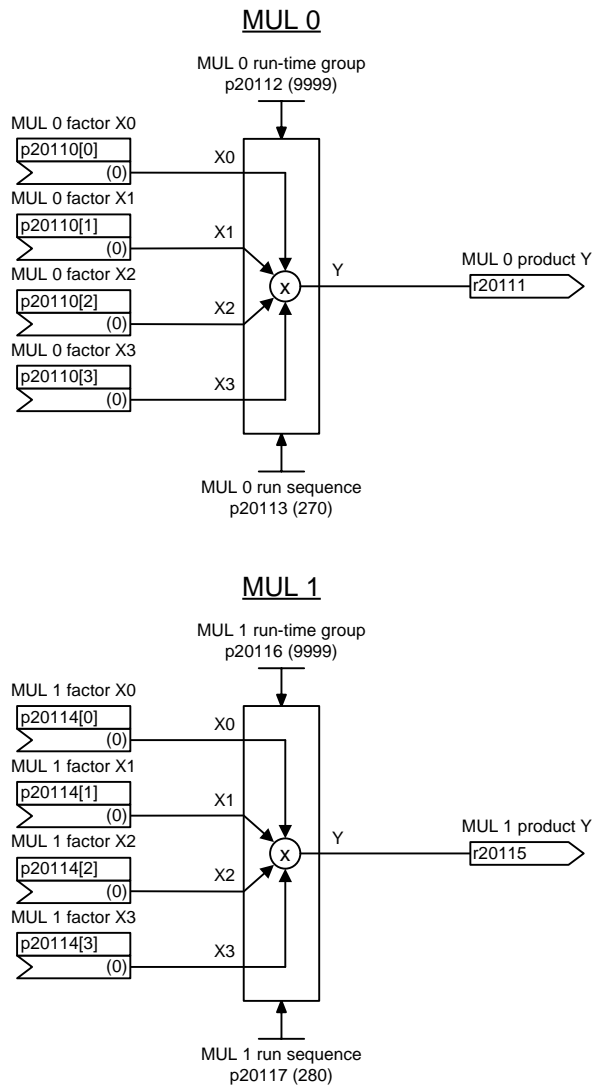 MUL 0
MUL 0 run-time group
p20112 (9999)
MUL 0 factor X0
p20110[0]
(0)
X0
MUL 0 factor X1
p20110[1]
(0)
X1
MUL 0 factor X2
p20110[2]
(0)
X2
MUL 0 factor X3
p20110[3]
(0)
X3
x
Y
MUL 0 product Y
r20111
MUL 0 run sequence
p20113 (270)
MUL 1
MUL 1 run-time group
p20116 (9999)
MUL 1 factor X0
p20114[0]
(0)
X0
MUL 1 factor X1
p20114[1]
(0)
X1
MUL 1 factor X2
p20114[2]
(0)
X2
MUL 1 factor X3
p20114[3]
(0)
X3
x
Y
MUL 1 product Y
r20115
MUL 1 run sequence
p20117 (280)